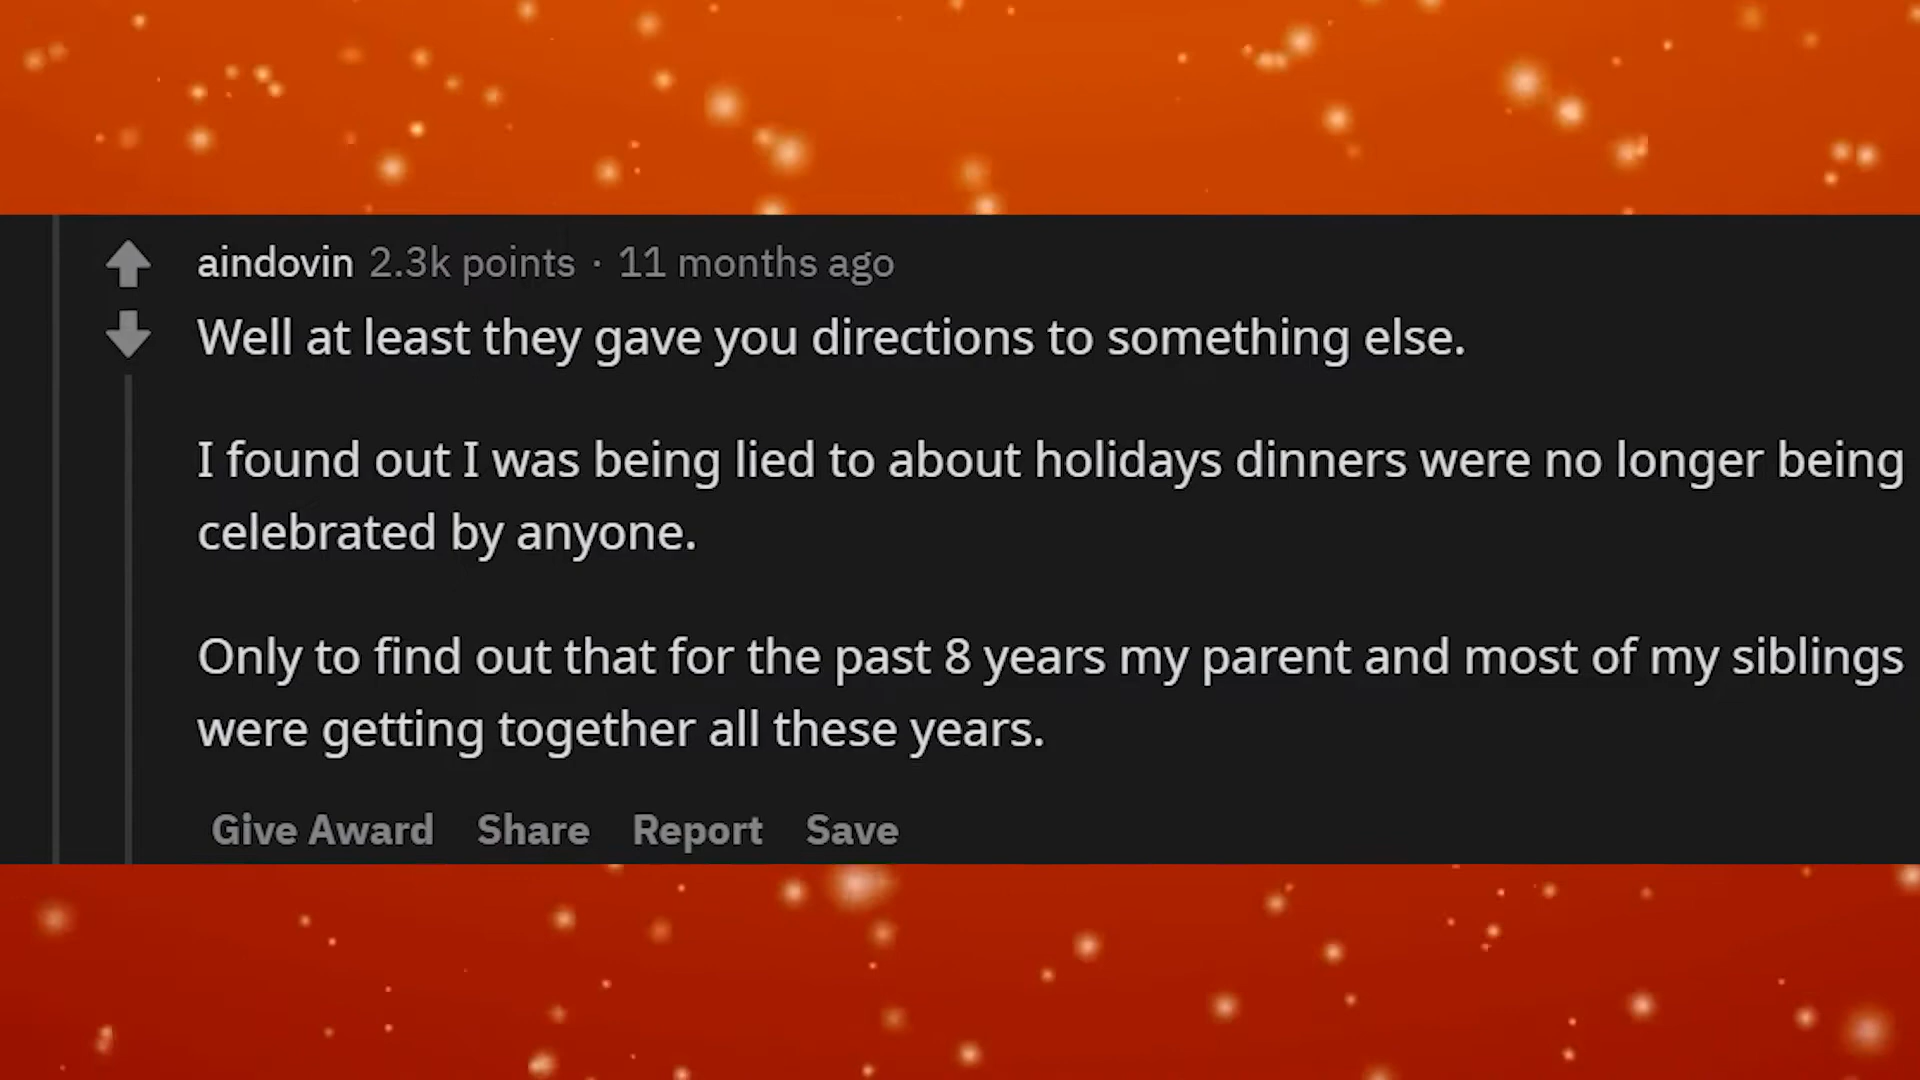 aindovin 2.3k points · 11 months ago
Well at least they gave you directions to something else.
I found out I was being lied to about holidays dinners were no longer being
celebrated by anyone.
Only to find out that for the past 8 years my parent and most of my siblings
were getting together all these years.
Give Award Share Report Save